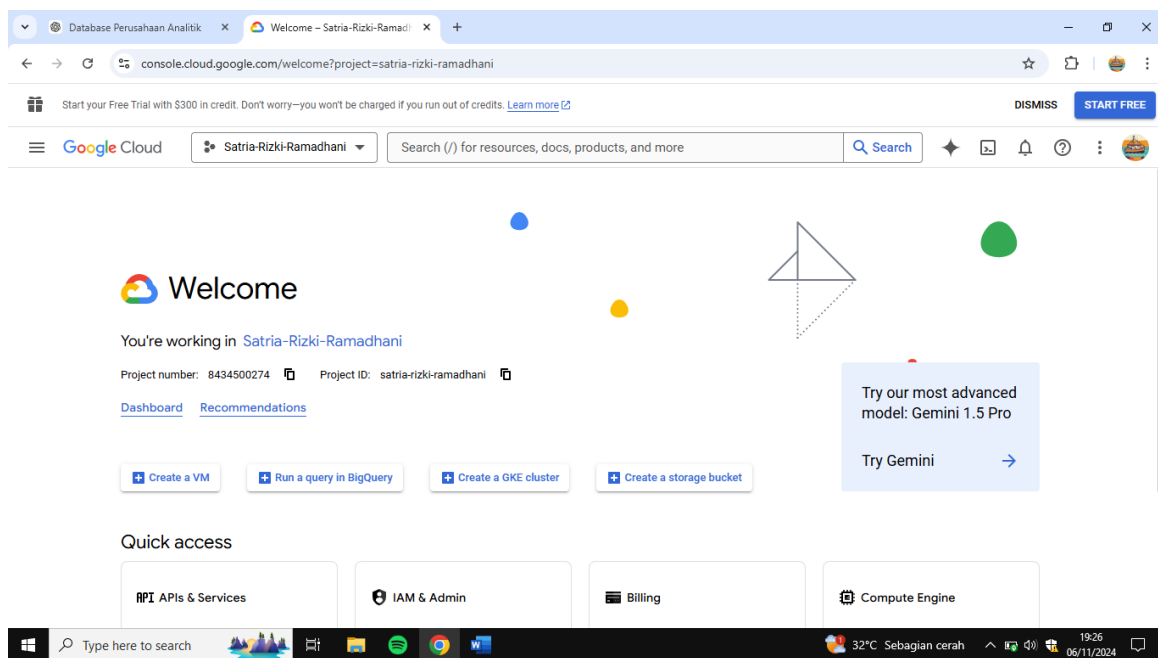 Database Perusahaan Analitik
Welcome – Satria-Rizki-Ramadh
console.cloud.google.com/welcome?project=satria-rizki-ramadhani
Start your Free Trial with $300 in credit. Don't worry—you won't be charged if you run out of credits. Learn more
DISMISS
START FREE
Google Cloud
Satria-Rizki-Ramadhani
Search (/) for resources, docs, products, and more
Search
Welcome
You're working in Satria-Rizki-Ramadhani
Project number: 8434500274 Project ID: satria-rizki-ramadhani
Dashboard Recommendations
Try our most advanced
model: Gemini 1.5 Pro
Try Gemini
Create a VM
Run a query in BigQuery
Create a GKE cluster
Create a storage bucket
Quick access
API APIs & Services
IAM & Admin
Billing
Compute Engine
Type here to search
32°C Sebagian cerah
19:26
06/11/2024